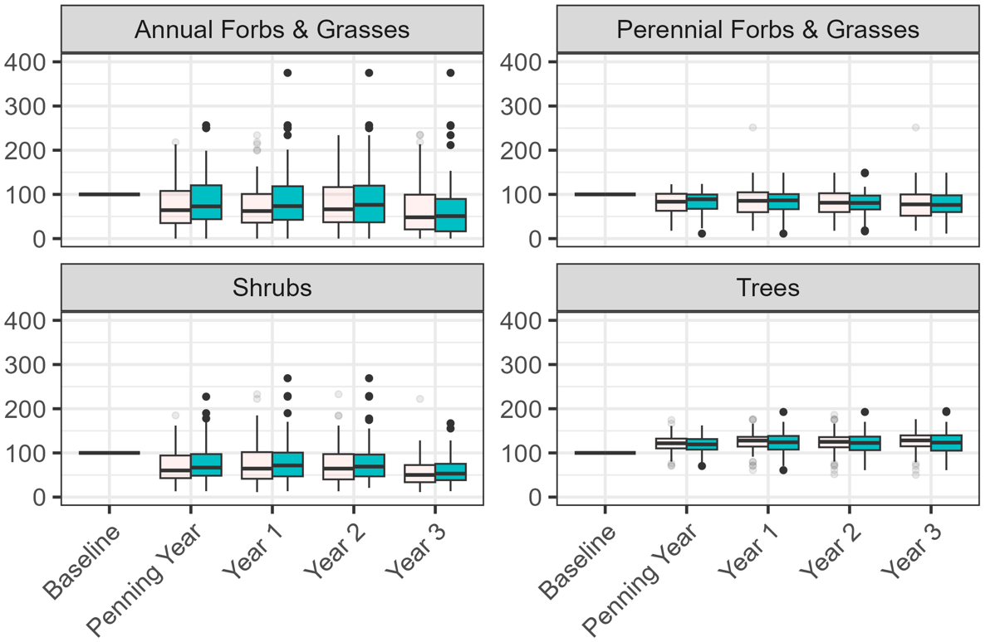 Annual Forbs & Grasses
Perennial Forbs & Grasses
400
300
200
100
0
400
300
200
100
0
Shrubs
Trees
400
300
200
100
0
400
300
200
100
0
Baseline
Penning Year
Year 1
Year 2
Year 3
Baseline
Penning Year
Year 1
Year 2
Year 3